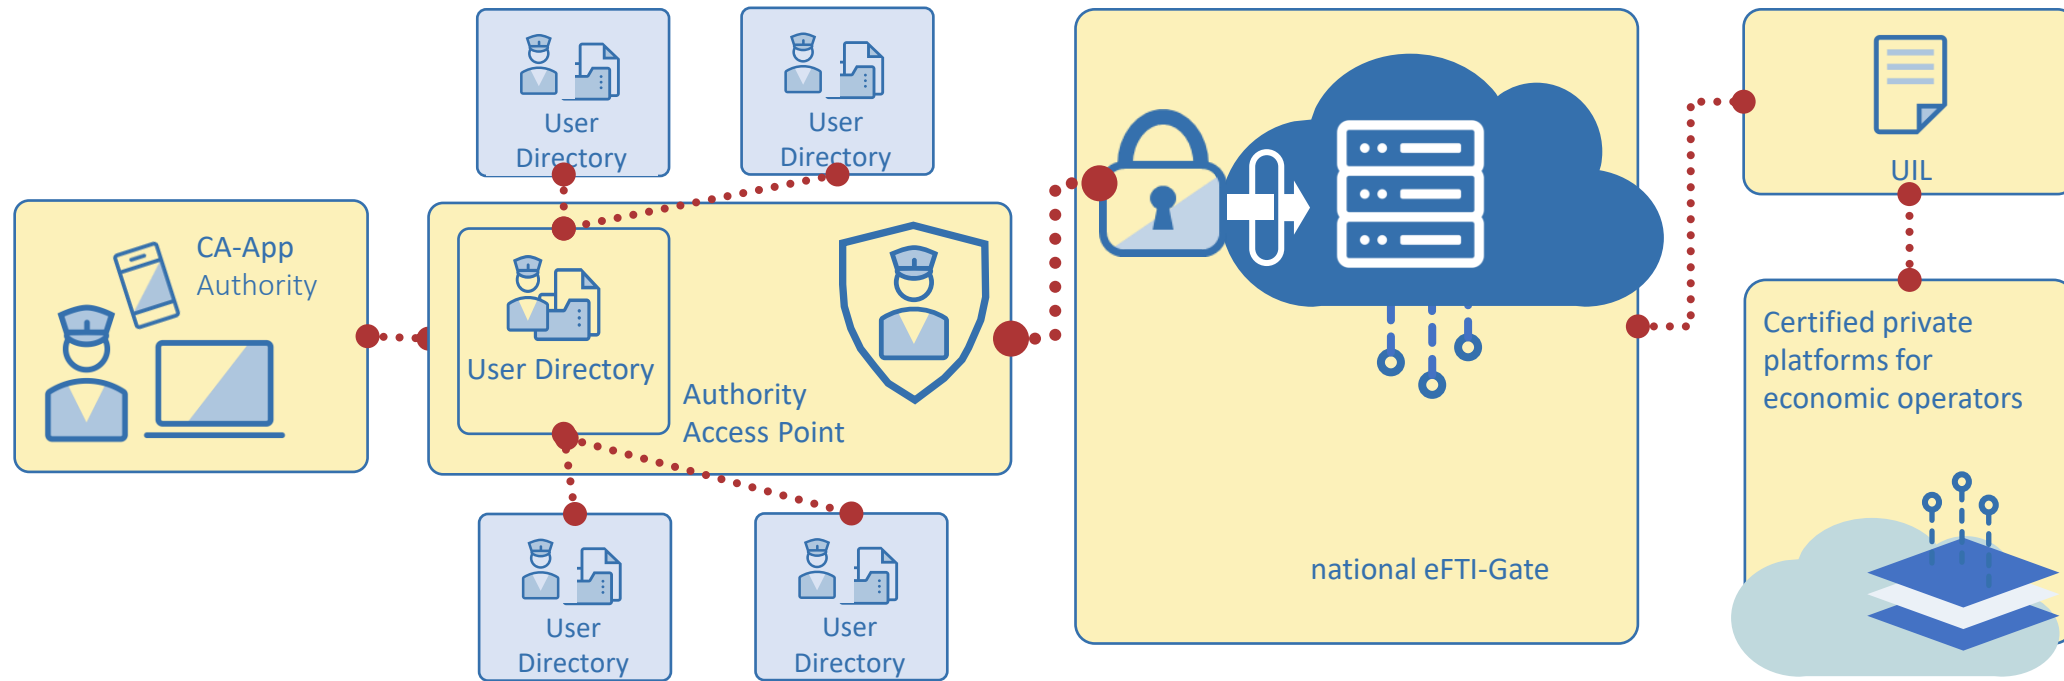 User
Directory
User
Directory
CA-App
Authority
User Directory
Authority
Access Point
User
Directory
User
Directory
national eFTI-Gate
UIL
Certified private
platforms for
economic operators